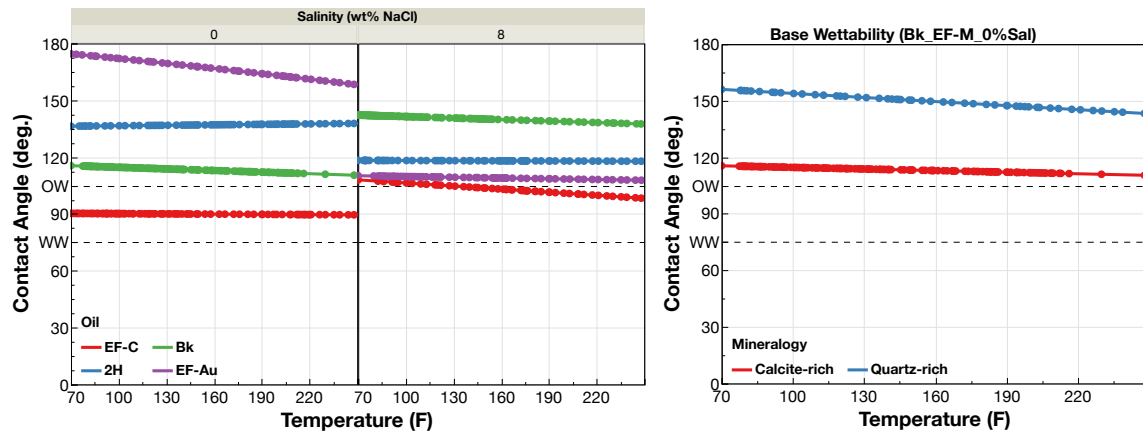 Salinity (wt% NaCl)
0 8
180
150
120
OW
90
WW
60
30
0
Contact Angle (deg.)
Oil
EF-C Bk
2H EF-Au
70 100 130 160 190 220 70 100 130 160 190 220
Temperature (F)
Base Wettability (Bk_EF-M_0%Sal)
180
150
120
OW
90
WW
60
30
0
Contact Angle (deg.)
Mineralogy
Calcite-rich Quartz-rich
70 100 130 160 190 220
Temperature (F)